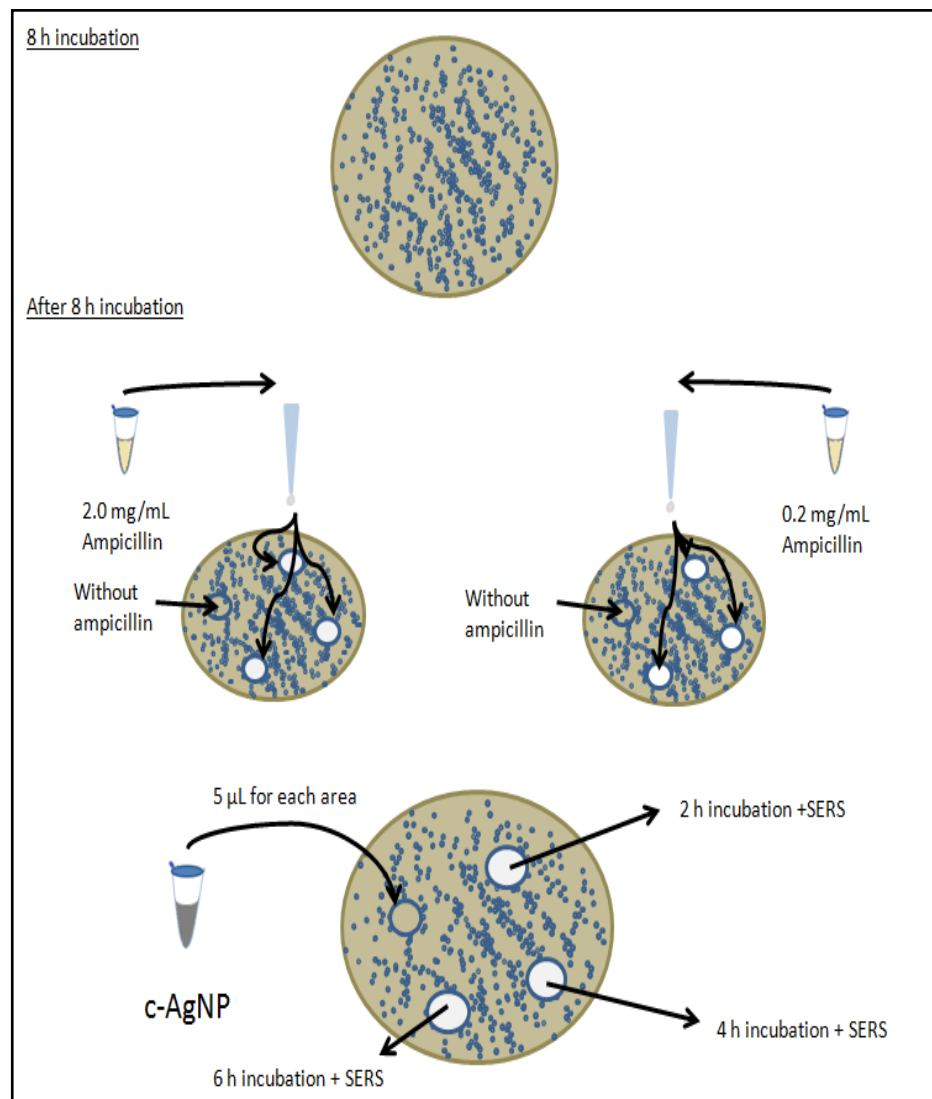 8 h incubation
After 8 h incubation
2.0 mg/mL
Ampicillin
Without
ampicillin
0.2 mg/mL
Ampicillin
Without
ampicillin
5 µL for each area
2 h incubation +SERS
c-AgNP
4 h incubation + SERS
6 h incubation + SERS